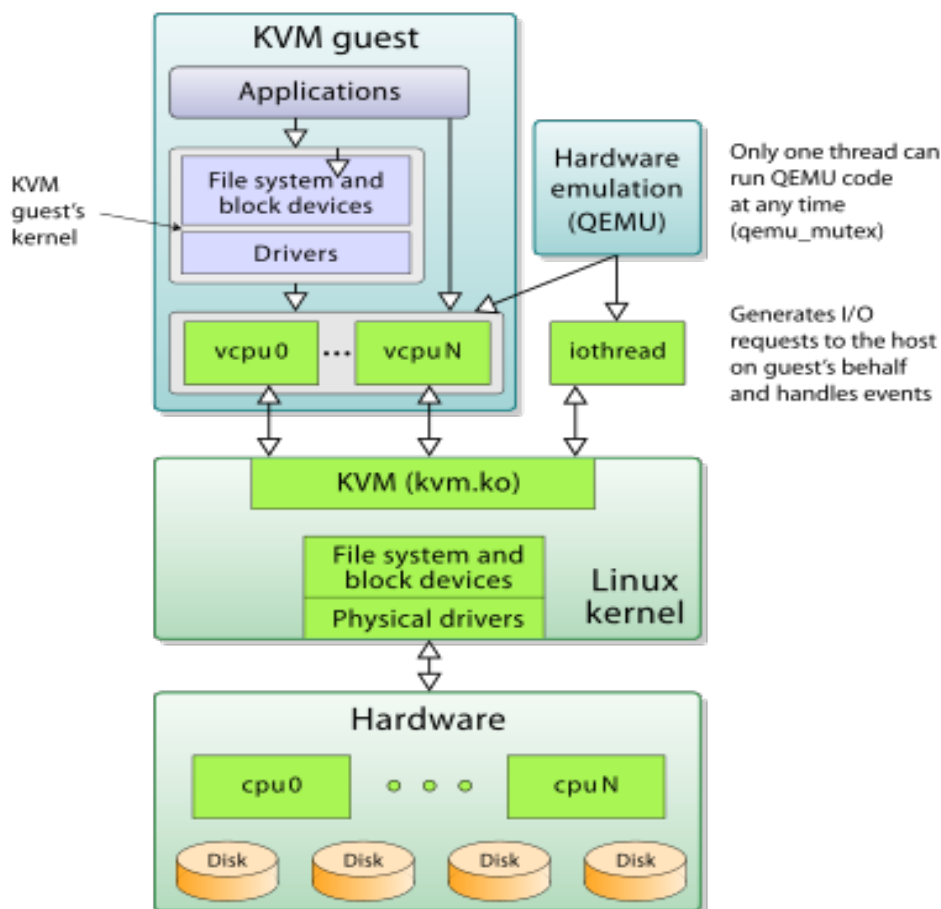 KVM guest
Applications
File system and
block devices
Drivers
KVM
guest's
kernel
vcpu0
...
vcpuN
Hardware
emulation
(QEMU)
Only one thread can
run QEMU code
at any time
(qemu_mutex)
iothread
Generates I/O
requests to the host
on guest's behalf
and handles events
KVM (kvm.ko)
File system and
block devices
Physical drivers
Linux
kernel
Hardware
cpu0
cpuN
Disk
Disk
Disk
Disk